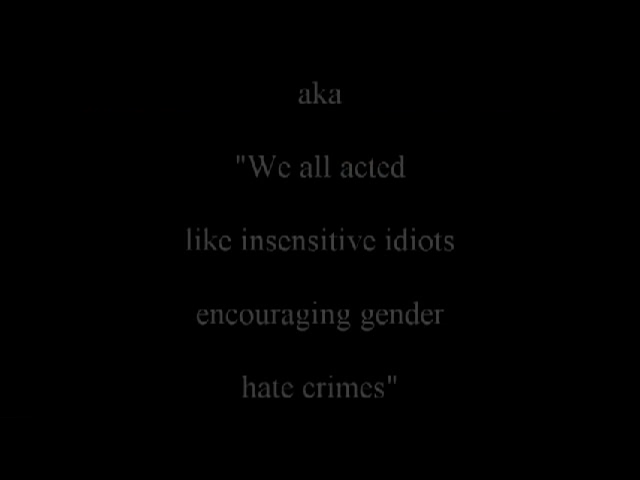 aka
"We all acted
like insensitive idiots
encouraging gender
hate crimes"